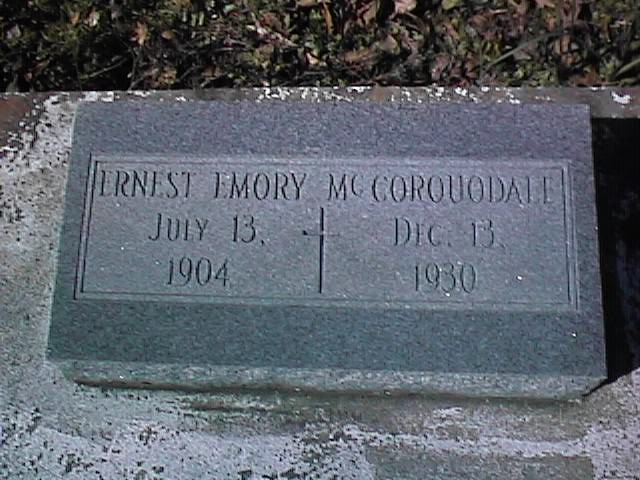 ERNEST EMORY McCORQUODALE
JULY 13, DEC. 13,
1904 1930